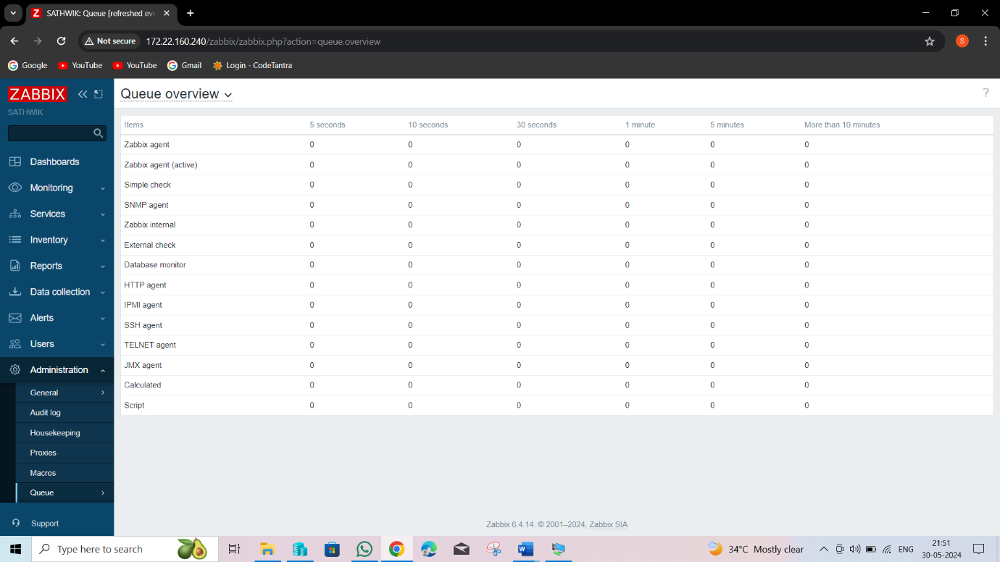 SATHWIK: Queue [refreshed eve
Not secure 172.22.160.240/zabbix/zabbix.php?action=queue.overview S
Google YouTube YouTube Gmail Login - CodeTantra
ZABBIX
SATHWIK
Dashboards
Monitoring
Services
Inventory
Reports
Data collection
Alerts
Users
Administration
General
Audit log
Housekeeping
Proxies
Macros
Queue
Support
Queue overview
?
Items 5 seconds 10 seconds 30 seconds 1 minute 5 minutes More than 10 minutes
Zabbix agent 0 0 0 0 0 0
Zabbix agent (active) 0 0 0 0 0 0
Simple check 0 0 0 0 0 0
SNMP agent 0 0 0 0 0 0
Zabbix internal 0 0 0 0 0 0
External check 0 0 0 0 0 0
Database monitor 0 0 0 0 0 0
HTTP agent 0 0 0 0 0 0
IPMI agent 0 0 0 0 0 0
SSH agent 0 0 0 0 0 0
TELNET agent 0 0 0 0 0 0
JMX agent 0 0 0 0 0 0
Calculated 0 0 0 0 0 0
Script 0 0 0 0 0 0
Zabbix 6.4.14. © 2001–2024, Zabbix SIA
Type here to search
34°C Mostly clear
ENG
21:51
30-05-2024